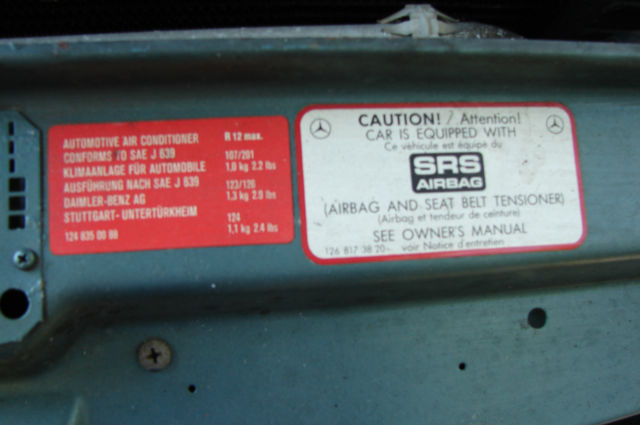 AUTOMOTIVE AIR CONDITIONER
CONFORMS TO SAE J 639
KLIMAANLAGE FÜR AUTOMOBILE
AUSFÜHRUNG NACH SAE J 639
DAIMLER-BENZ AG
STUTTGART-UNTERTÜRKHEIM
124 835 00 88
R 12 max.
107/201
1,0 kg 2.2 lbs
123/126
1,3 kg 2.9 lbs
124
1,1 kg 2.4 lbs
CAUTION! / Attention!
CAR IS EQUIPPED WITH
Ce véhicule est équipé du
SRS
AIRBAG
(AIRBAG AND SEAT BELT TENSIONER)
(Airbag et tendeur de ceinture)
SEE OWNER'S MANUAL
126 817 38 20 voir Notice d'entretien